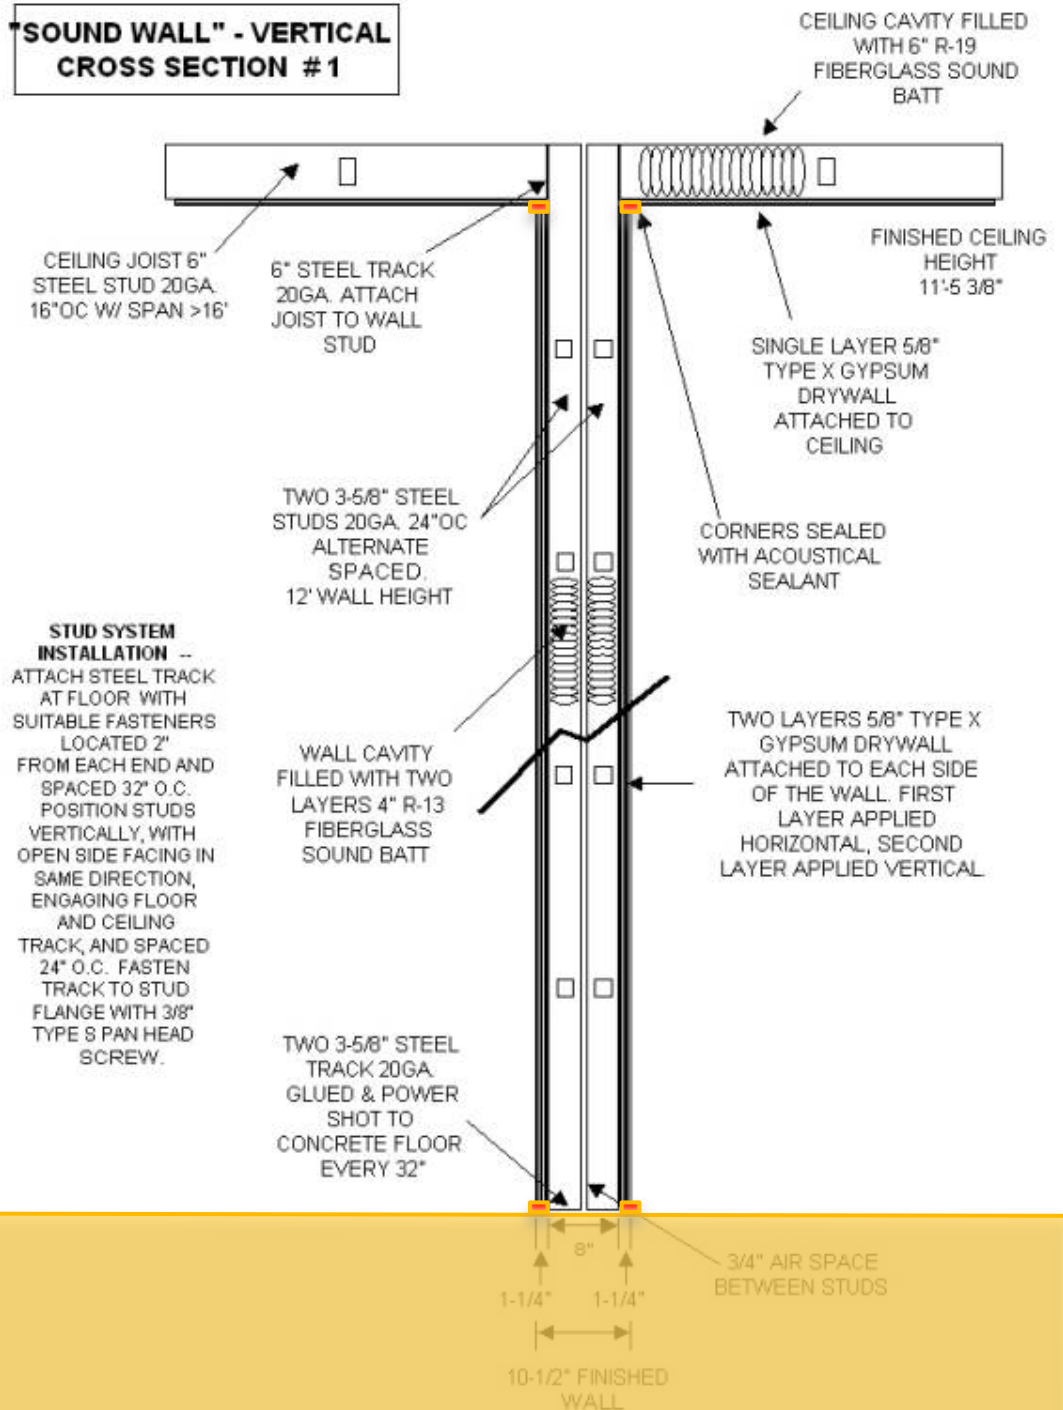 "SOUND WALL" - VERTICAL
CROSS SECTION #1
CEILING CAVITY FILLED
WITH 6" R-19
FIBERGLASS SOUND
BATT
CEILING JOIST 6"
STEEL STUD 20GA.
16"OC W/ SPAN >16'
6" STEEL TRACK
20GA. ATTACH
JOIST TO WALL
STUD
FINISHED CEILING
HEIGHT
11'-5 3/8"
SINGLE LAYER 5/8"
TYPE X GYPSUM
DRYWALL
ATTACHED TO
CEILING
TWO 3-5/8" STEEL
STUDS 20GA. 24"OC
ALTERNATE
SPACED.
12' WALL HEIGHT
CORNERS SEALED
WITH ACOUSTICAL
SEALANT
STUD SYSTEM
INSTALLATION --
ATTACH STEEL TRACK
AT FLOOR WITH
SUITABLE FASTENERS
LOCATED 2"
FROM EACH END AND
SPACED 32" O.C.
POSITION STUDS
VERTICALLY, WITH
OPEN SIDE FACING IN
SAME DIRECTION,
ENGAGING FLOOR
AND CEILING
TRACK, AND SPACED
24" O.C. FASTEN
TRACK TO STUD
FLANGE WITH 3/8"
TYPE S PAN HEAD
SCREW.
WALL CAVITY
FILLED WITH TWO
LAYERS 4" R-13
FIBERGLASS
SOUND BATT
TWO LAYERS 5/8" TYPE X
GYPSUM DRYWALL
ATTACHED TO EACH SIDE
OF THE WALL. FIRST
LAYER APPLIED
HORIZONTAL, SECOND
LAYER APPLIED VERTICAL.
TWO 3-5/8" STEEL
TRACK 20GA.
GLUED & POWER
SHOT TO
CONCRETE FLOOR
EVERY 32"
8"
3/4" AIR SPACE
BETWEEN STUDS
1-1/4" 1-1/4"
10-1/2" FINISHED
WALL